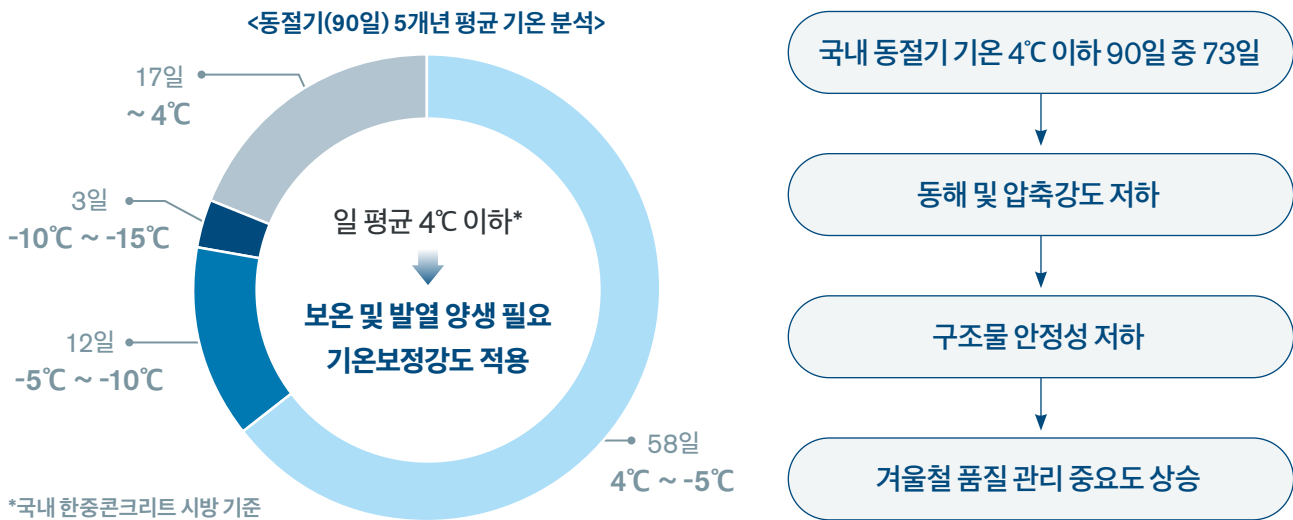 <동절기(90일) 5개년 평균 기온 분석>
17일
~ 4℃
3일
-10℃ ~ -15℃
12일
-5℃ ~ -10℃
58일
4℃ ~ -5℃
일 평균 4℃ 이하*
보온 및 발열 양생 필요
기온보정강도 적용
*국내 한중콘크리트 시방 기준
국내 동절기 기온 4℃ 이하 90일 중 73일
동해 및 압축강도 저하
구조물 안정성 저하
겨울철 품질 관리 중요도 상승